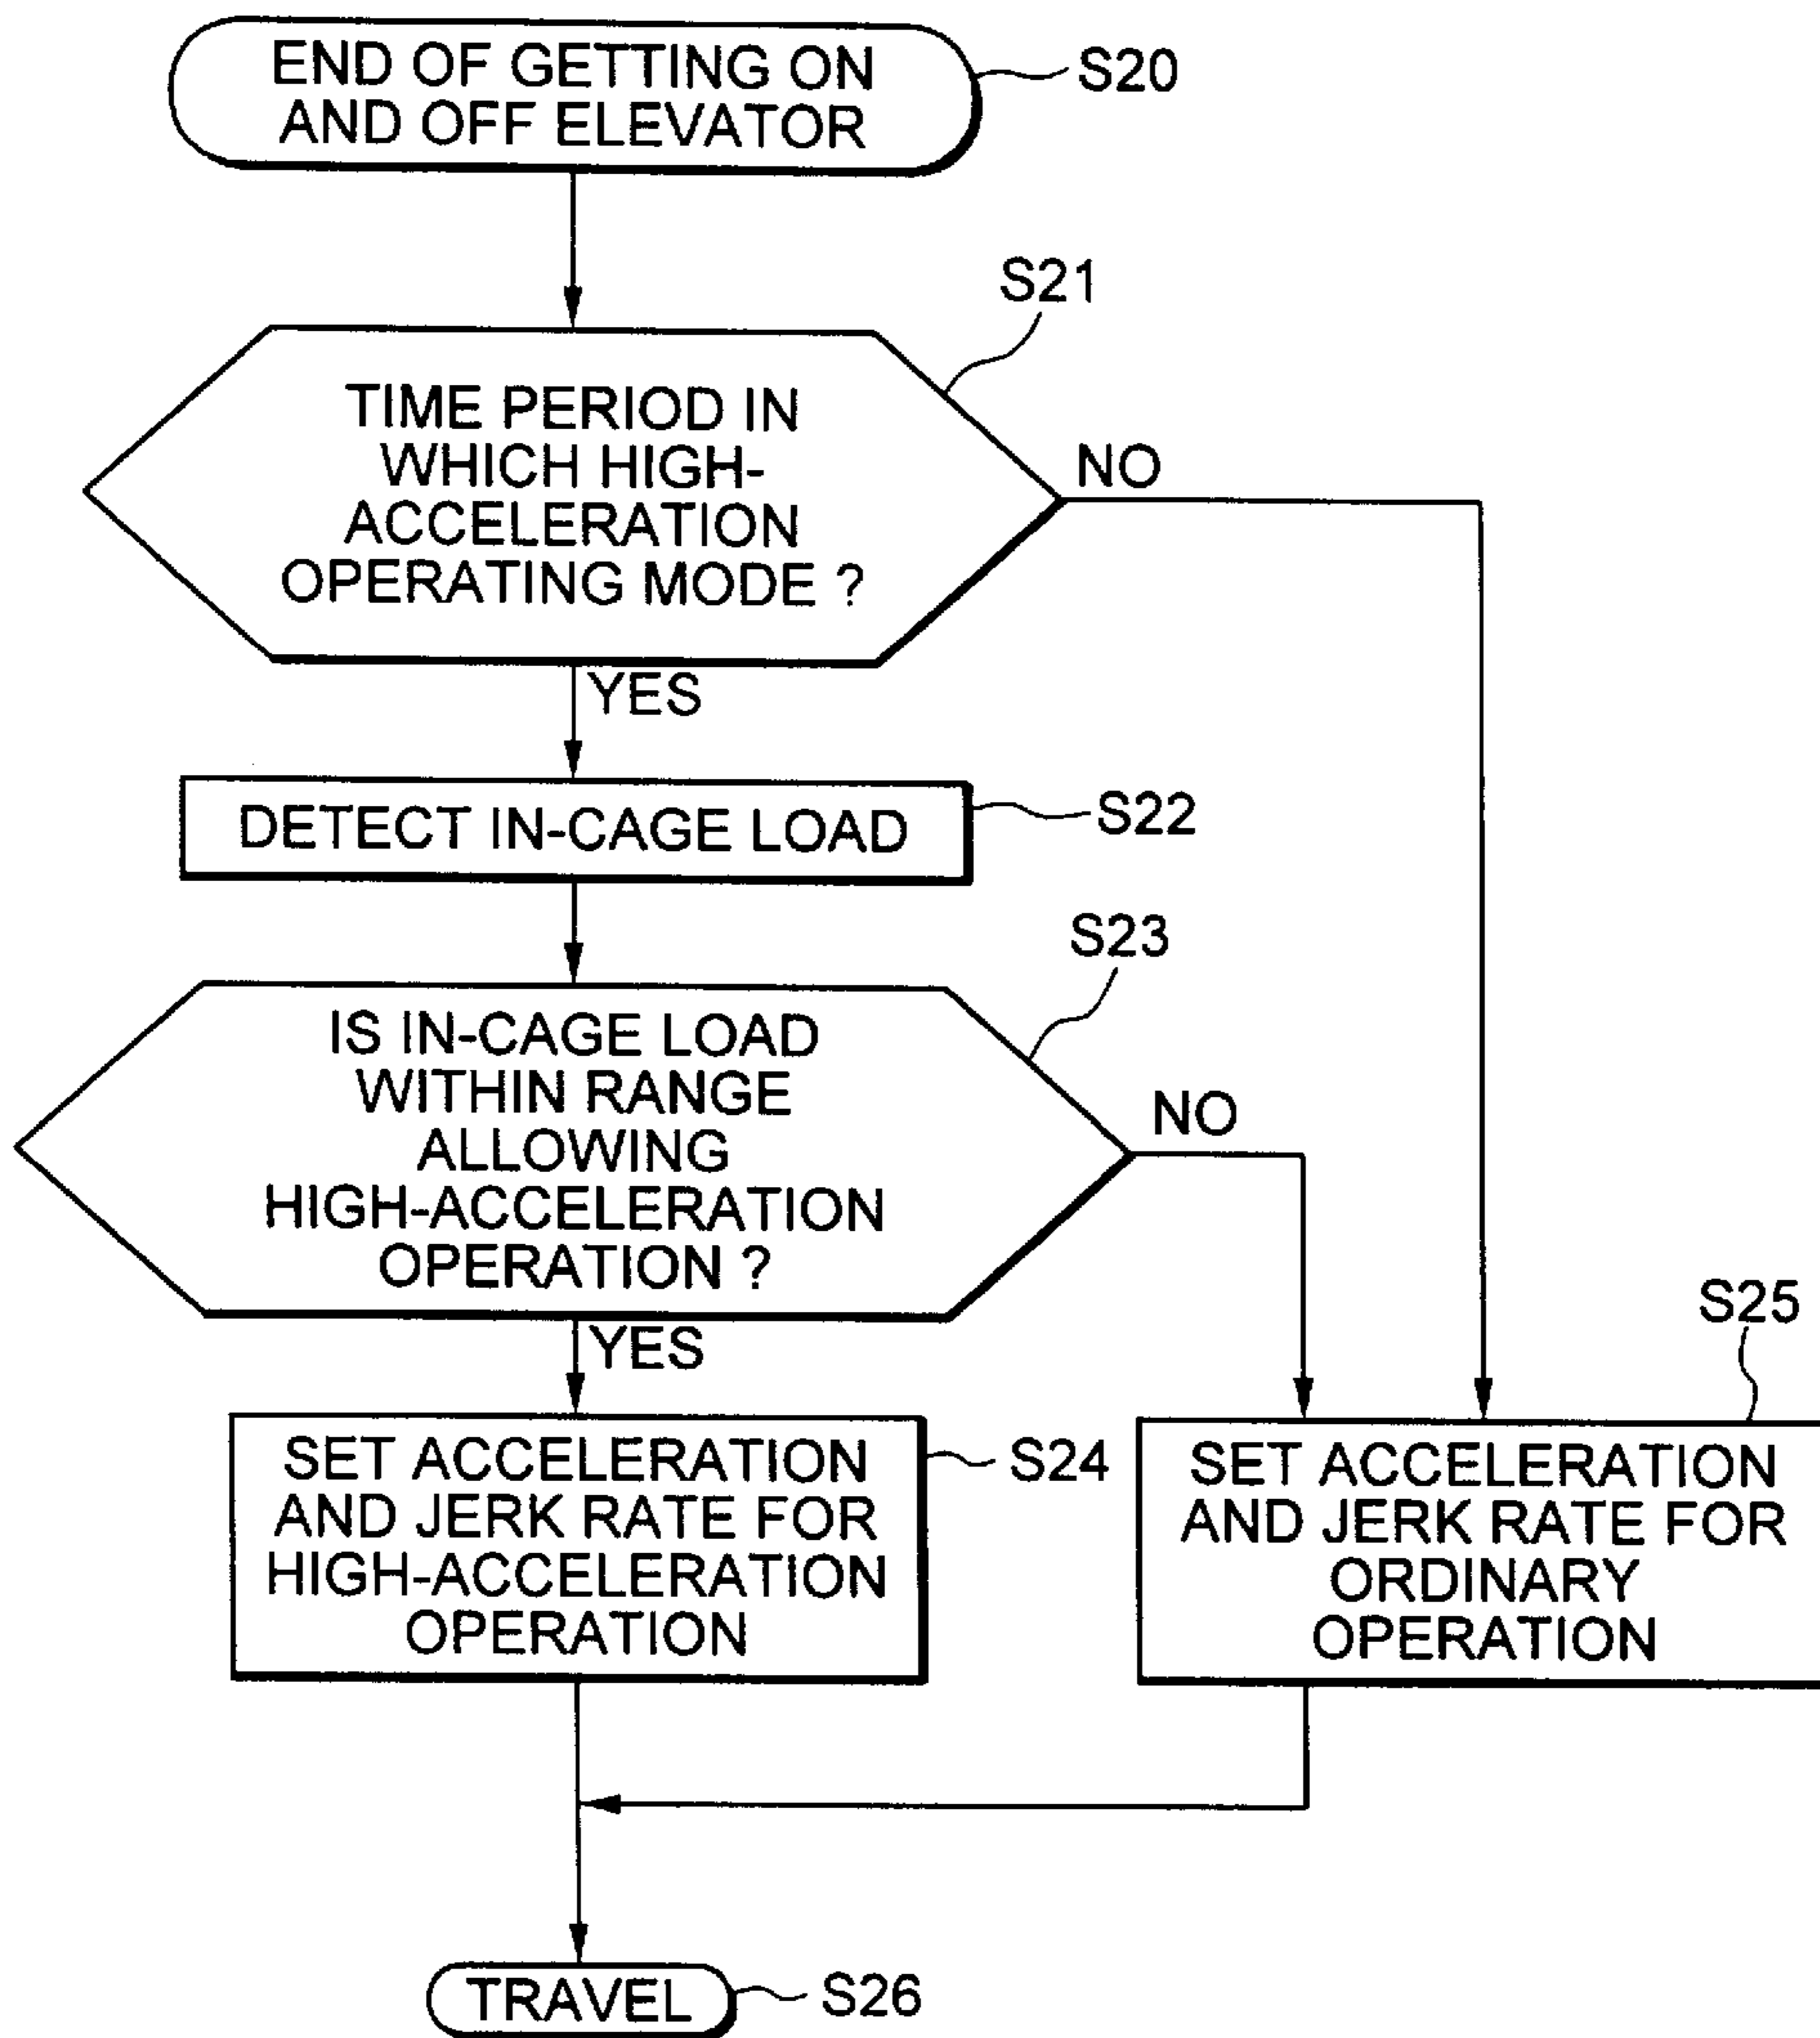 END OF GETTING ON
AND OFF ELEVATOR
S20
S21
TIME PERIOD IN
WHICH HIGH-
ACCELERATION
OPERATING MODE ?
NO
YES
DETECT IN-CAGE LOAD
S22
S23
IS IN-CAGE LOAD
WITHIN RANGE
ALLOWING
HIGH-ACCELERATION
OPERATION ?
NO
YES
S25
SET ACCELERATION
AND JERK RATE FOR
HIGH-ACCELERATION
OPERATION
S24
SET ACCELERATION
AND JERK RATE FOR
ORDINARY
OPERATION
TRAVEL
S26